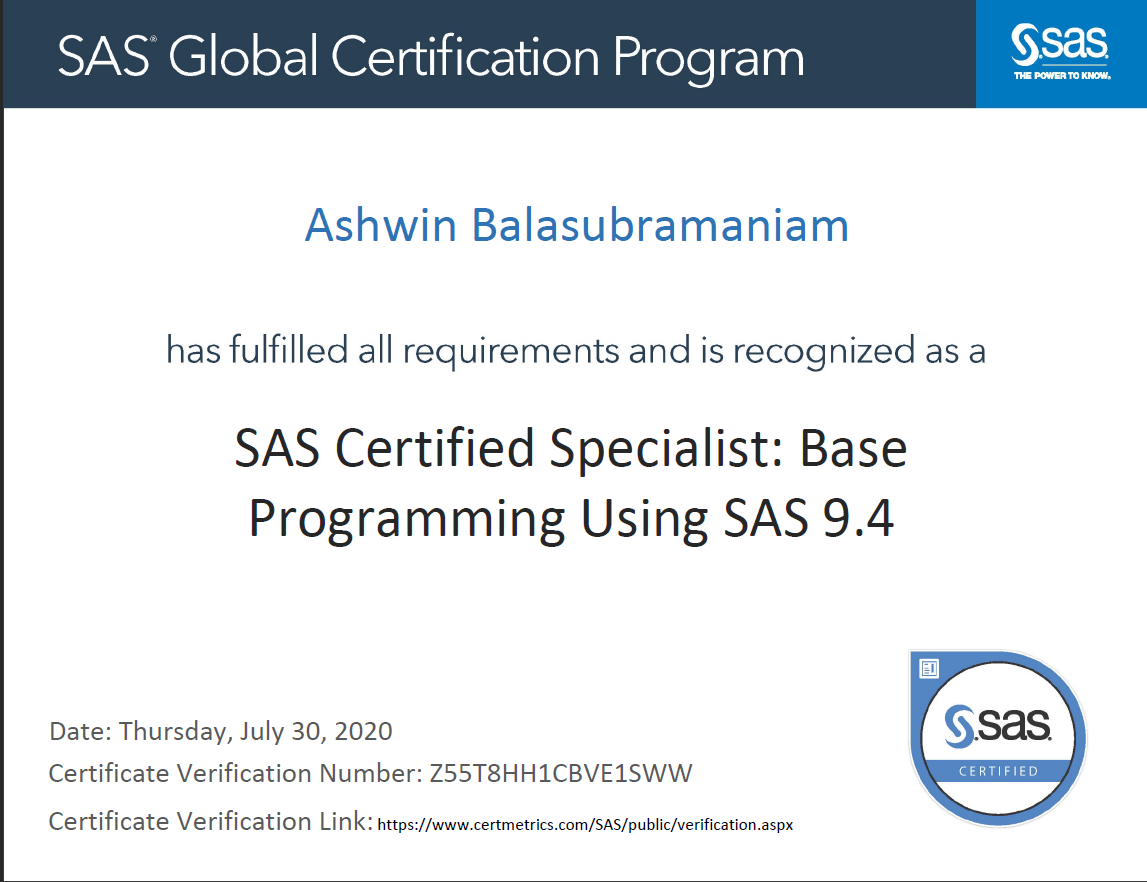 SAS® Global Certification Program
sas
THE POWER TO KNOW®
Ashwin Balasubramaniam
has fulfilled all requirements and is recognized as a
SAS Certified Specialist: Base
Programming Using SAS 9.4
Date: Thursday, July 30, 2020
Certificate Verification Number: Z55T8HH1CBVE1SWW
Certificate Verification Link: https://www.certmetrics.com/SAS/public/verification.aspx
sas
CERTIFIED